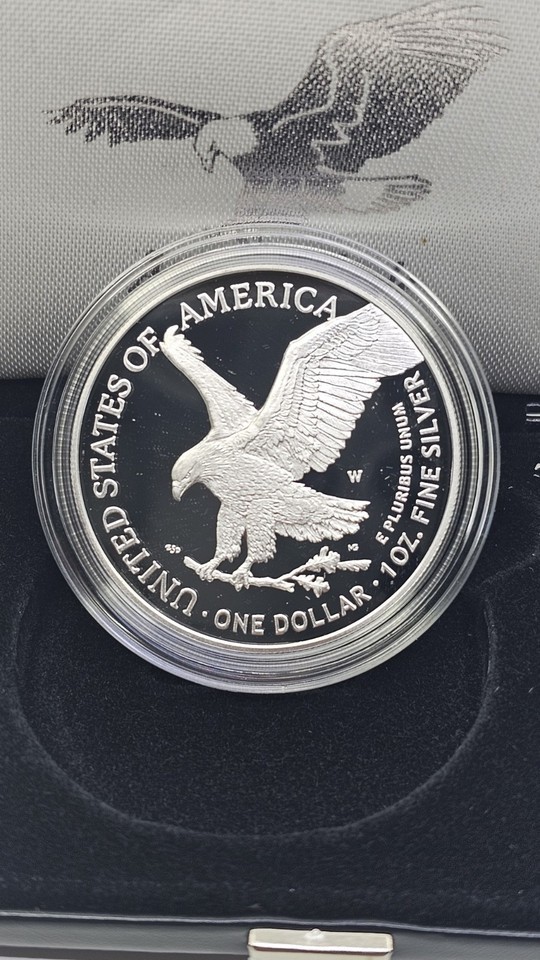 UNITED STATES OF AMERICA
E PLURIBUS UNUM
1 OZ. FINE SILVER
· ONE DOLLAR ·
W